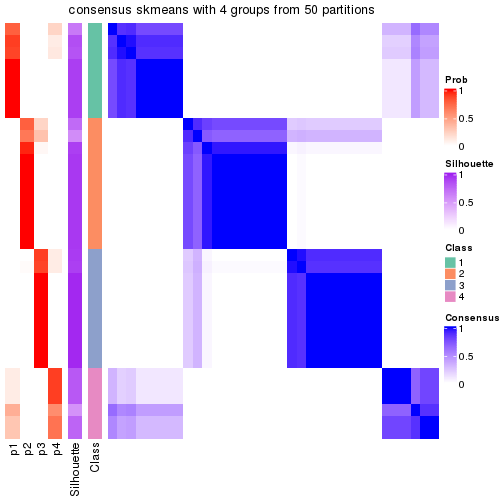 consensus skmeans with 4 groups from 50 partitions
Prob
1
0.5
0
Silhouette
1
0.5
0
Class
1
2
3
4
Consensus
1
0.5
0
p1
p2
p3
p4
Silhouette
Class